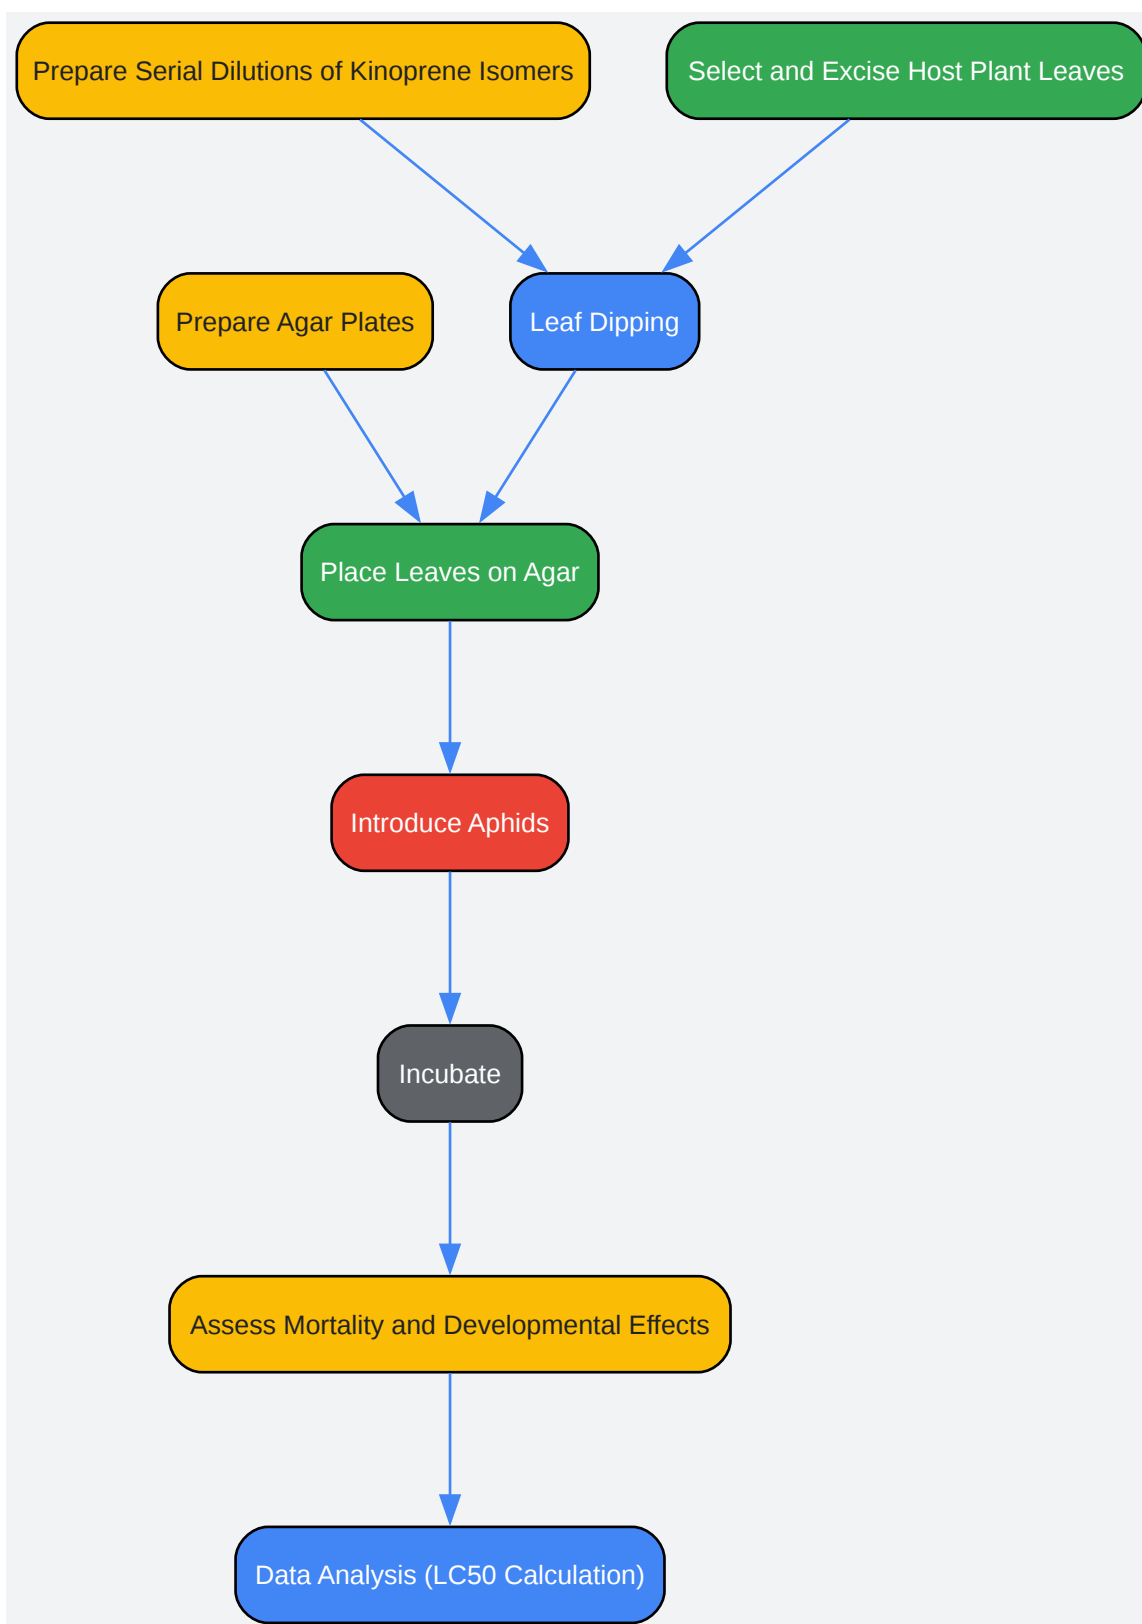 Prepare Serial Dilutions of Kinoprene Isomers
Select and Excise Host Plant Leaves
Prepare Agar Plates
Leaf Dipping
Place Leaves on Agar
Introduce Aphids
Incubate
Assess Mortality and Developmental Effects
Data Analysis (LC50 Calculation)